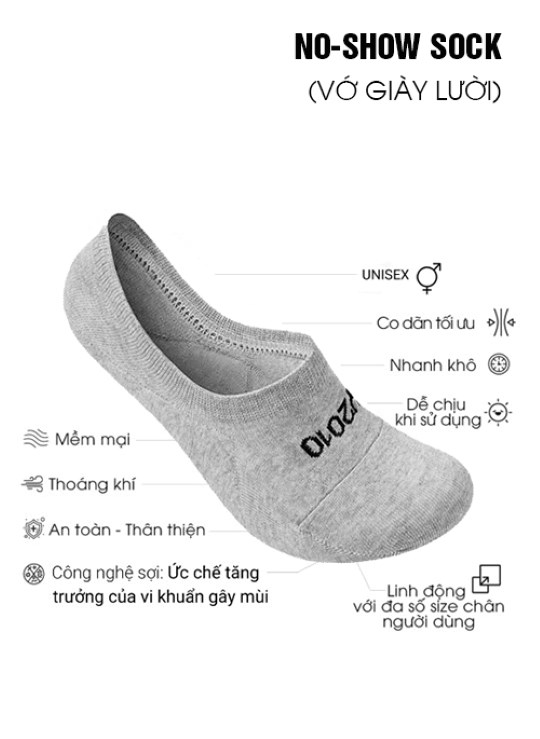 NO-SHOW SOCK
(VỚ GIÀY LƯỜI)
UNISEX
Co dãn tối ưu
Nhanh khô
Dễ chịu
khi sử dụng
2010
Mềm mại
Thoáng khí
An toàn - Thân thiện
Công nghệ sợi: Ức chế tăng
trưởng của vi khuẩn gây mùi
Linh động
với đa số size chân
người dùng